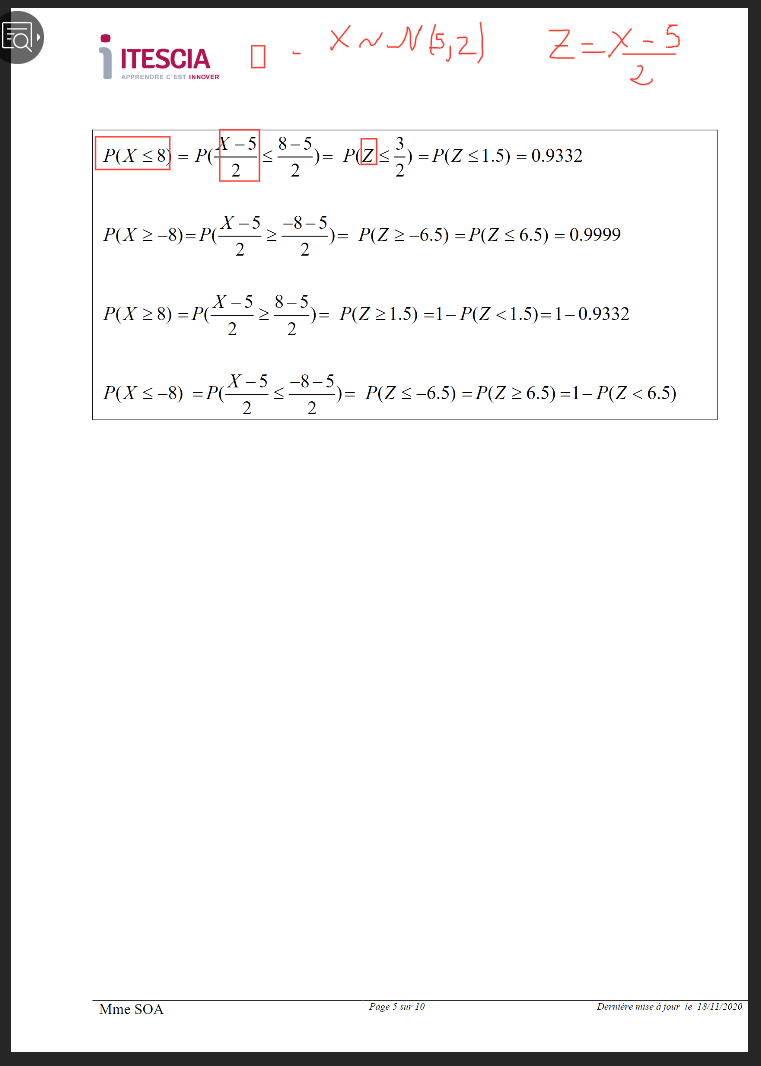 ITESCIA
APPRENDRE C'EST INNOVER
- X ~ N(5,2)    Z = (X - 5)/2
P(X ≤ 8) = P((X − 5)/2 ≤ (8 − 5)/2) = P(Z ≤ 3/2) = P(Z ≤ 1.5) = 0.9332
P(X ≥ −8) = P((X − 5)/2 ≥ (−8 − 5)/2) = P(Z ≥ −6.5) = P(Z ≤ 6.5) = 0.9999
P(X ≥ 8) = P((X − 5)/2 ≥ (8 − 5)/2) = P(Z ≥ 1.5) = 1 − P(Z < 1.5) = 1 − 0.9332
P(X ≤ −8) = P((X − 5)/2 ≤ (−8 − 5)/2) = P(Z ≤ −6.5) = P(Z ≥ 6.5) = 1 − P(Z < 6.5)
Mme SOA    Page 5 sur 10    Dernière mise à jour le 18/11/2020